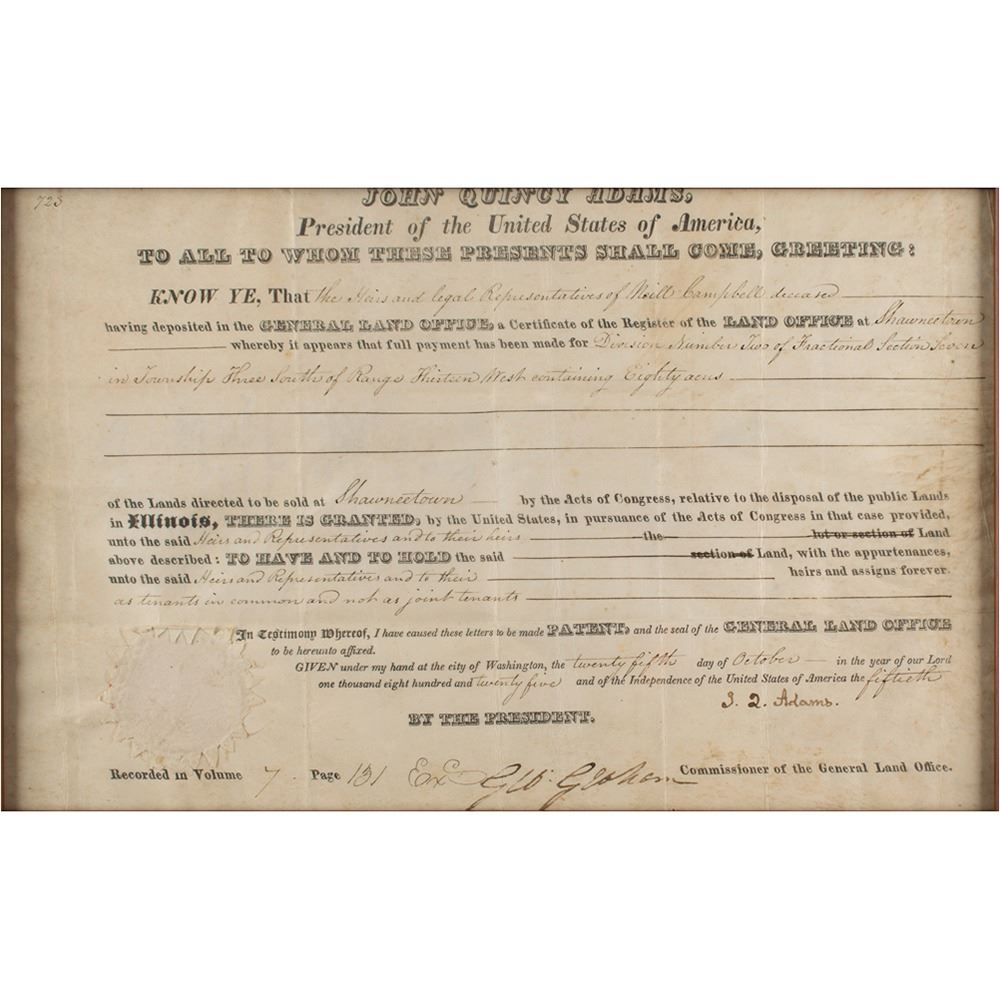 723
JOHN QUINCY ADAMS,
President of the United States of America,
TO ALL TO WHOM THESE PRESENTS SHALL COME, GREETING:
KNOW YE, That the Heirs and legal Representatives of Neill Campbell deceased
having deposited in the GENERAL LAND OFFICE, a Certificate of the Register of the LAND OFFICE at Shawneetown
whereby it appears that full payment has been made for Division Number Two of Fractional Section Seven
in Township Three South of Range Thirteen West containing Eighty acres
of the Lands directed to be sold at Shawneetown by the Acts of Congress, relative to the disposal of the public Lands
in Illinois, THERE IS GRANTED, by the United States, in pursuance of the Acts of Congress in that case provided,
unto the said Heirs and Representatives and to their heirs the lot or section of Land
above described: TO HAVE AND TO HOLD the said section of Land, with the appurtenances,
unto the said Heirs and Representatives and to their heirs and assigns forever.
as tenants in common and not as joint tenants
In Testimony Whereof, I have caused these letters to be made PATENT, and the seal of the GENERAL LAND OFFICE
to be hereunto affixed.
GIVEN under my hand at the city of Washington, the twenty fifth day of October in the year of our Lord
one thousand eight hundred and twenty five and of the Independence of the United States of America the fiftieth
J. Q. Adams.
BY THE PRESIDENT.
Recorded in Volume 7 Page 131 Exd Geo. Graham Commissioner of the General Land Office.